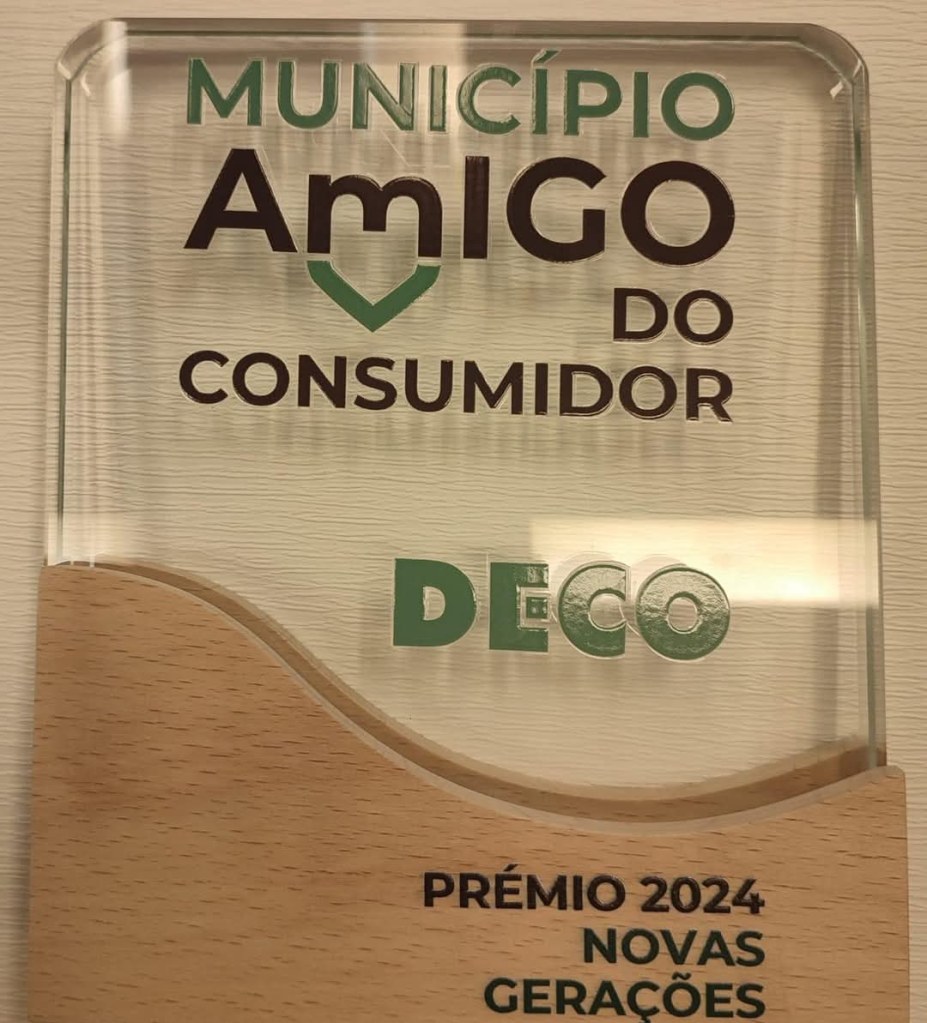 MUNICÍPIO
AmIGO
DO
CONSUMIDOR
DECO
PRÉMIO 2024
NOVAS
GERAÇÕES